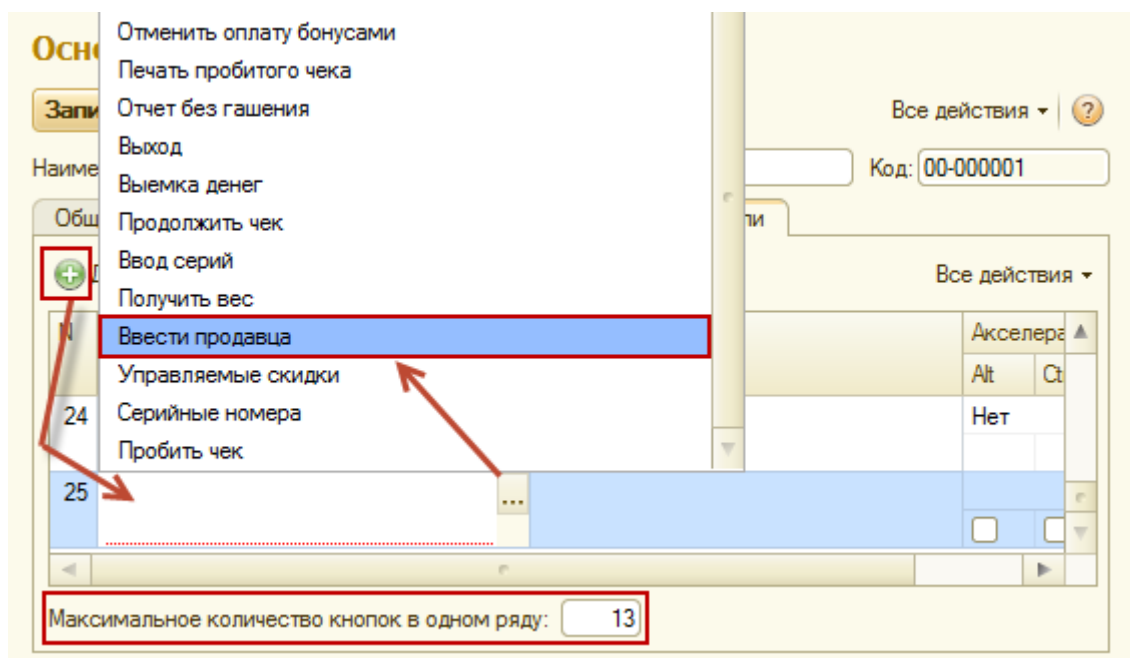 Отменить оплату бонусами
Печать пробитого чека
Отчет без гашения
Все действия
?
Выход
Код: 00-000001
Выемка денег
Продолжить чек
Ввод серий
Все действия
Получить вес
N
Ввести продавца
Управляемые скидки
Alt
24
Серийные номера
Нет
Пробить чек
25
...
Максимальное количество кнопок в одном ряду: 13